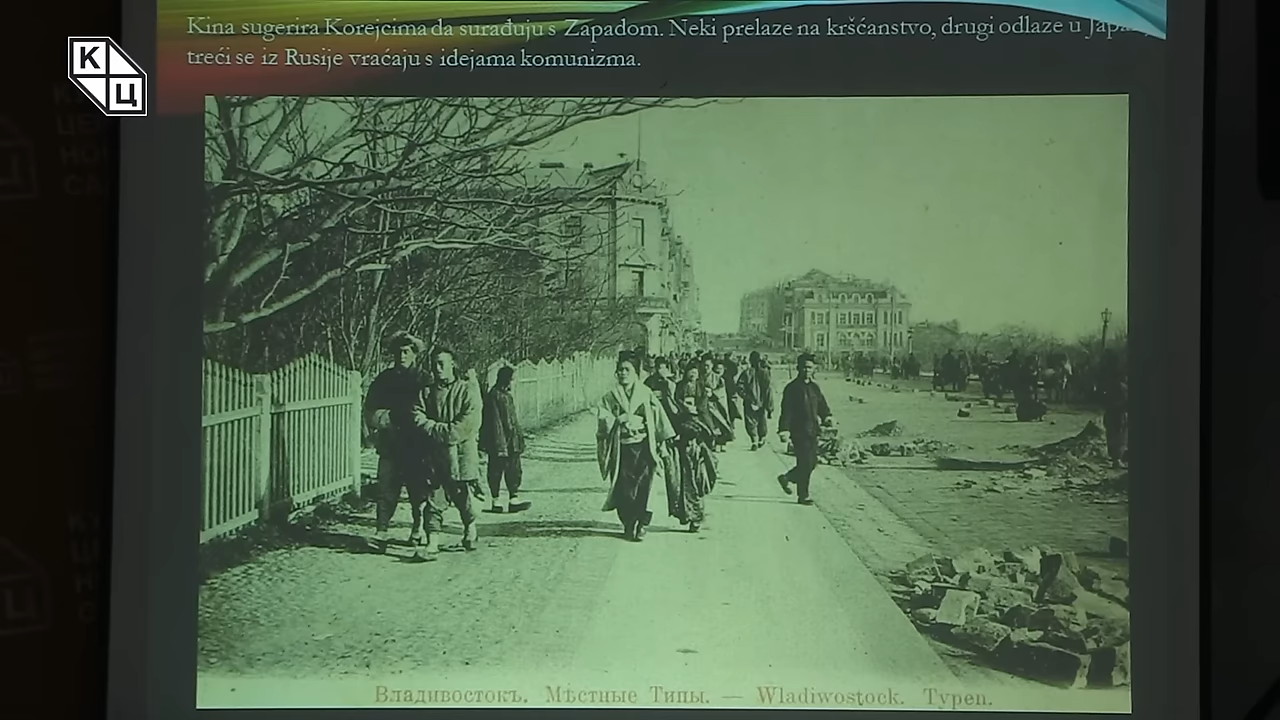 Kina sugerira Korejcima da surađuju s Zapadom. Neki prelaze na kršćanstvo, drugi odlaze u
treći se iz Rusije vraćaju s idejama komunizma.
К
Ц
Владивостокъ. Мѣстные Типы. — Wladiwostock. Typen.